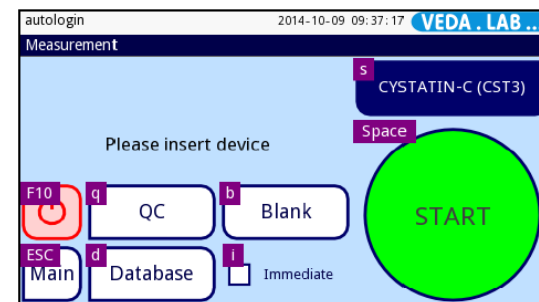 autologin 2014-10-09 09:37:17 VEDA.LAB...
Measurement
s
CYSTATIN-C (CST3)
Space
Please insert device
F10 q b
QC Blank START
ESC d i
Main Database Immediate